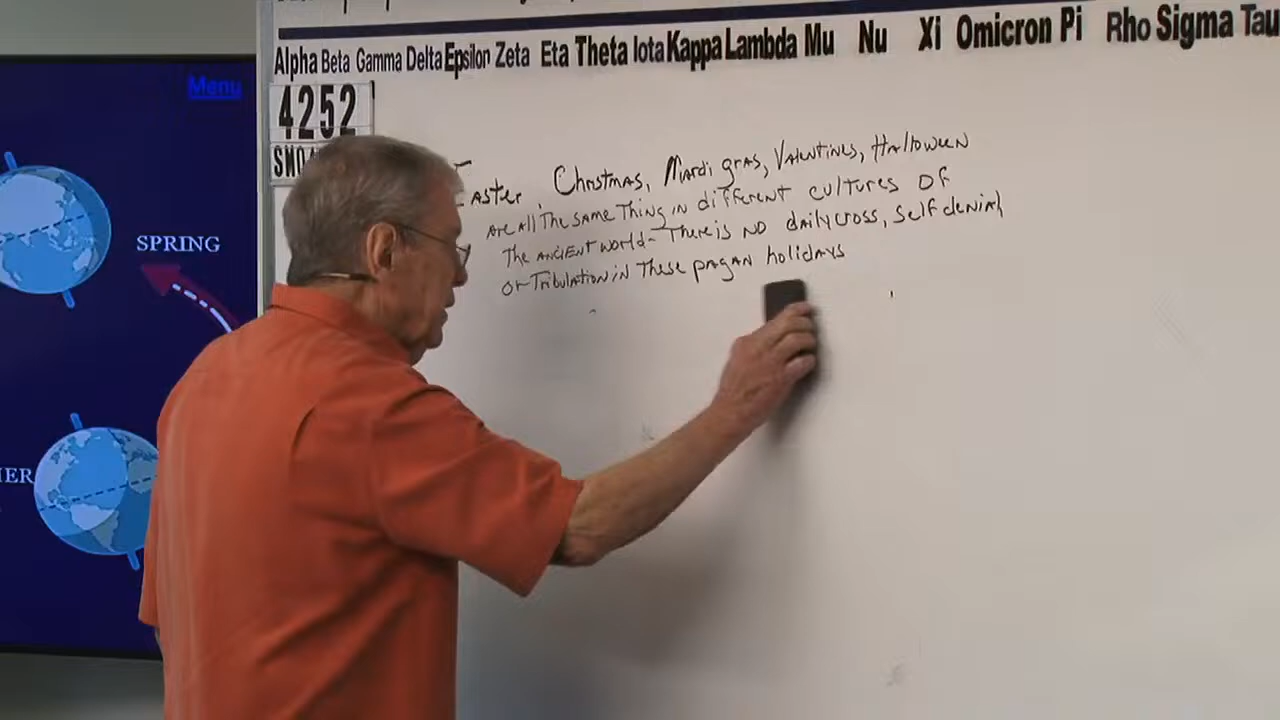 Alpha Beta Gamma Delta Epsilon Zeta Eta Theta Iota Kappa Lambda Mu Nu Xi Omicron Pi Rho Sigma Tau
Menu
4252
SPRING
Easter, Christmas, Mardi gras, Valentines, Halloween
Are all The same Thing in different cultures of
The ancient world - There is no daily cross, self denial,
or Tribulation in These pagan holidays